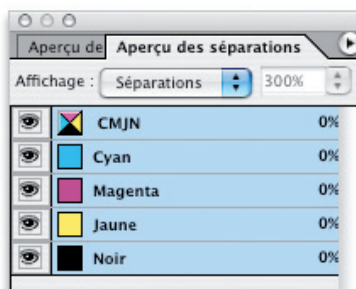 Aperçu de Aperçu des séparations
Affichage : Séparations 300%
CMJN 0%
Cyan 0%
Magenta 0%
Jaune 0%
Noir 0%